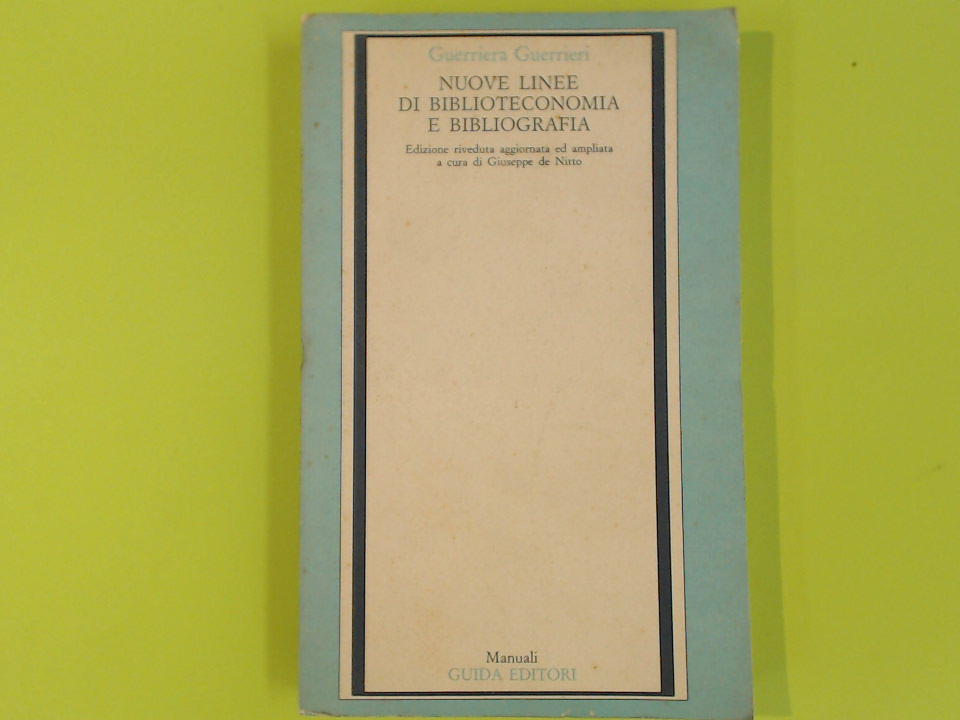 Guerriera Guerrieri
NUOVE LINEE
DI BIBLIOTECONOMIA
E BIBLIOGRAFIA
Edizione riveduta aggiornata ed ampliata
a cura di Giuseppe de Nitto
Manuali
GUIDA EDITORI